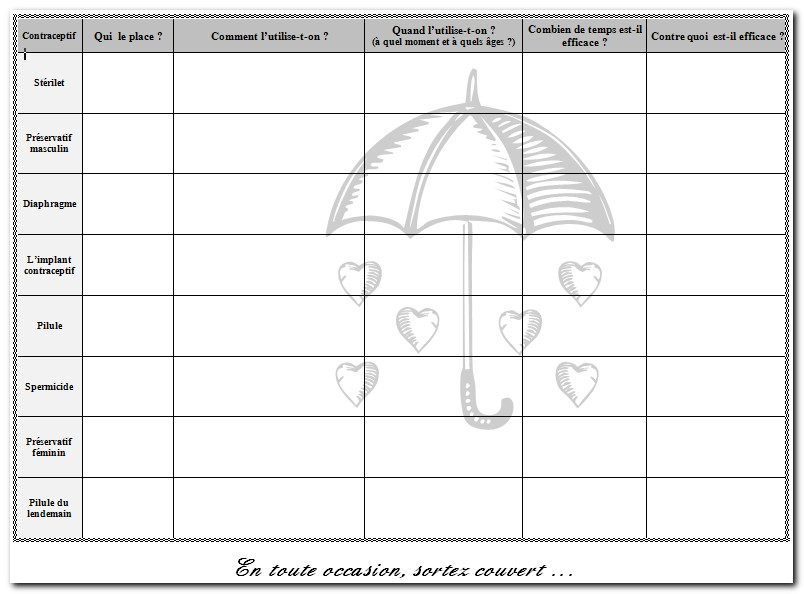 Contraceptif
Qui le place ?
Comment l'utilise-t-on ?
Quand l'utilise-t-on ?
(à quel moment et à quels âges ?)
Combien de temps est-il
efficace ?
Contre quoi est-il efficace ?
Stérilet
Préservatif
masculin
Diaphragme
L'implant
contraceptif
Pilule
Spermicide
Préservatif
féminin
Pilule du
lendemain
En toute occasion, sortez couvert ...